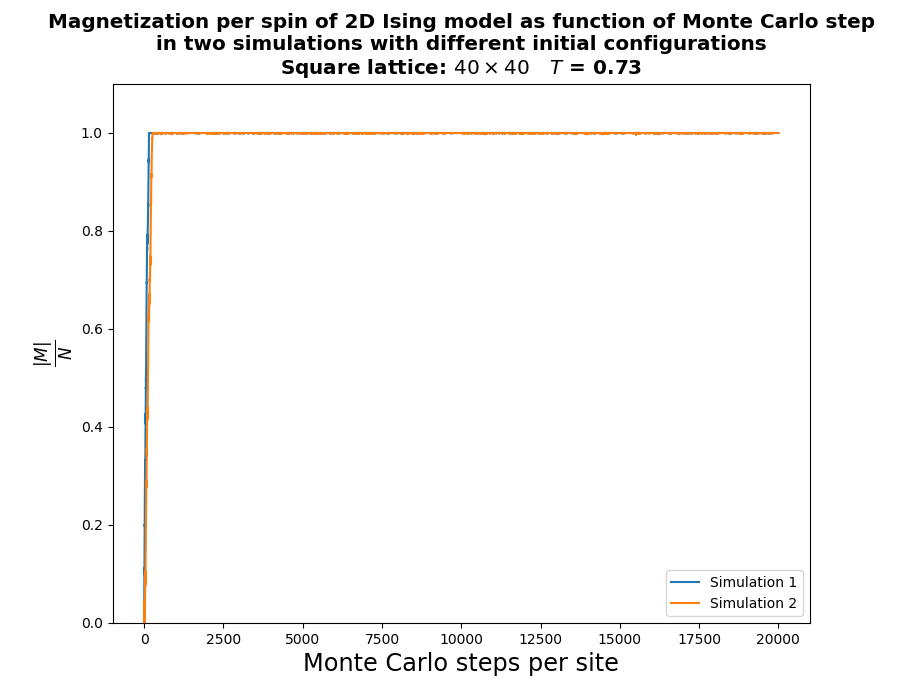 Magnetization per spin of 2D Ising model as function of Monte Carlo step
in two simulations with different initial configurations
Square lattice: 40 × 40 T = 0.73
1.0
0.8
0.6
0.4
0.2
0.0
|M|
N
Simulation 1
Simulation 2
0 2500 5000 7500 10000 12500 15000 17500 20000
Monte Carlo steps per site